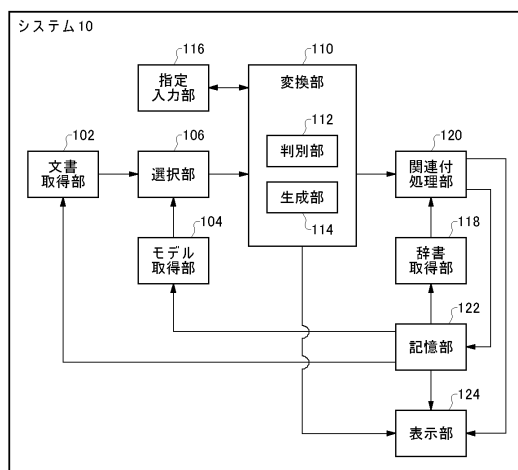 システム10
116
指定
入力部
110
変換部
112
判別部
生成部
114
102
文書
取得部
106
選択部
104
モデル
取得部
120
関連付
処理部
118
辞書
取得部
122
記憶部
124
表示部